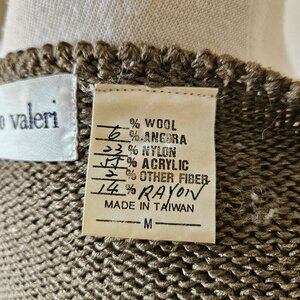 o valeri
% WOOL
6 % ANGORA
23 % NYLON
55 % ACRYLIC
2 % OTHER FIBER
14 % RAYON
MADE IN TAIWAN
M